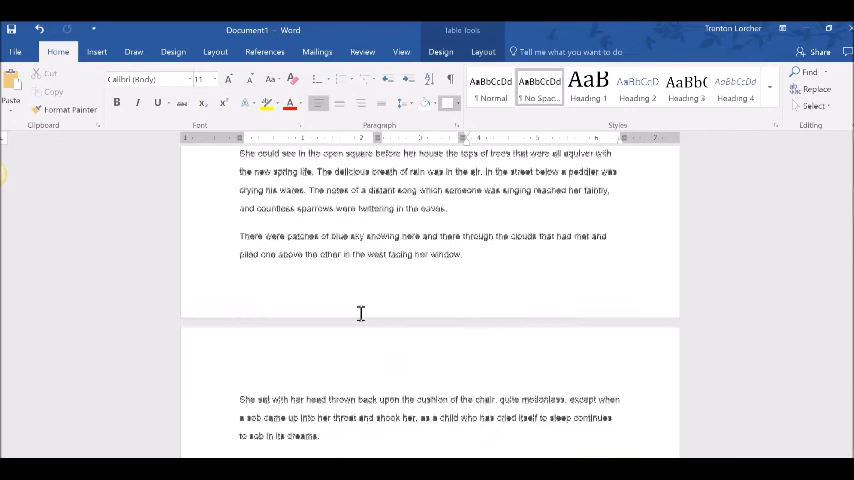 Document1 - Word
Table Tools
Trenton Lorcher
File Home Insert Draw Design Layout References Mailings Review View Design Layout Tell me what you want to do Share
Paste
Cut
Copy
Format Painter
Clipboard
Calibri (Body) 11
Font
Paragraph
AaBbCcDd AaBbCcDd AaB AaBbCcD AaBbC AaBbCcD
¶ Normal ¶ No Spac... Heading 1 Heading 2 Heading 3 Heading 4
Styles
Find
Replace
Select
Editing
She could see in the open square before her house the tops of trees that were all aquiver with
the new spring life. The delicious breath of rain was in the air. In the street below a peddler was
crying his wares. The notes of a distant song which someone was singing reached her faintly,
and countless sparrows were twittering in the eaves.
There were patches of blue sky showing here and there through the clouds that had met and
piled one above the other in the west facing her window.
She sat with her head thrown back upon the cushion of the chair, quite motionless, except when
a sob came up into her throat and shook her, as a child who has cried itself to sleep continues
to sob in its dreams.